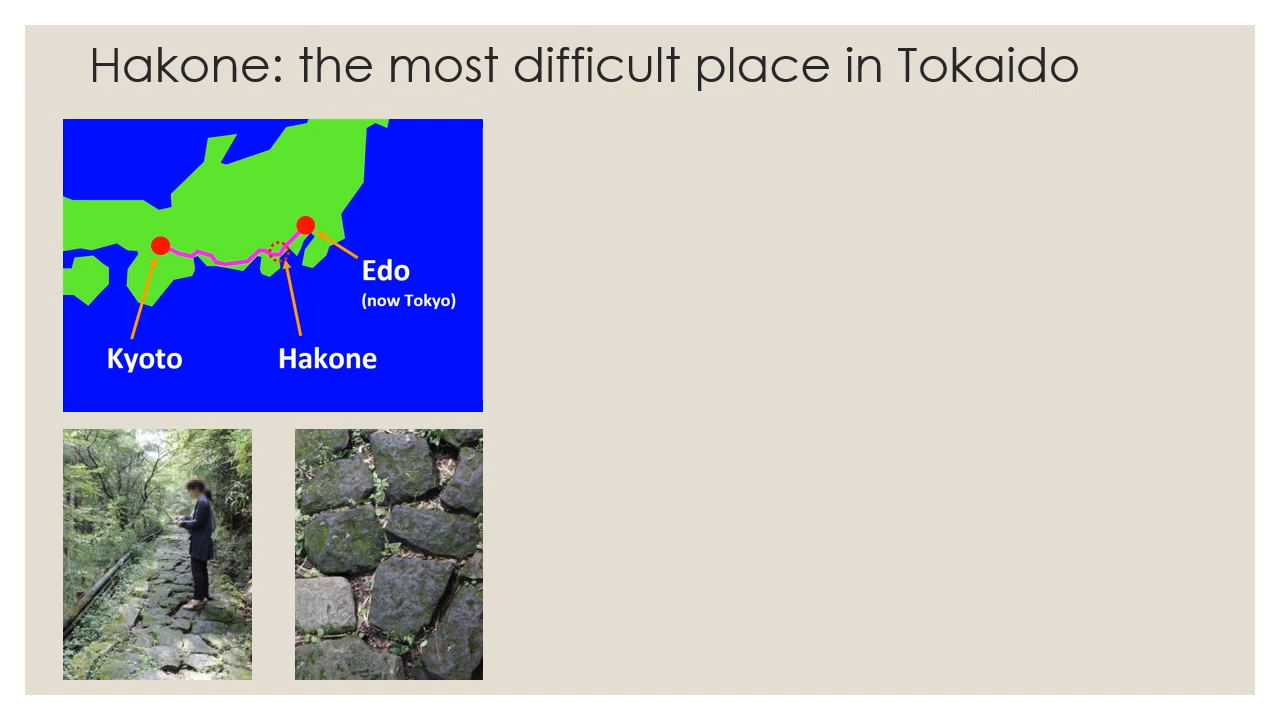 Hakone: the most difficult place in Tokaido
Edo
(now Tokyo)
Kyoto
Hakone